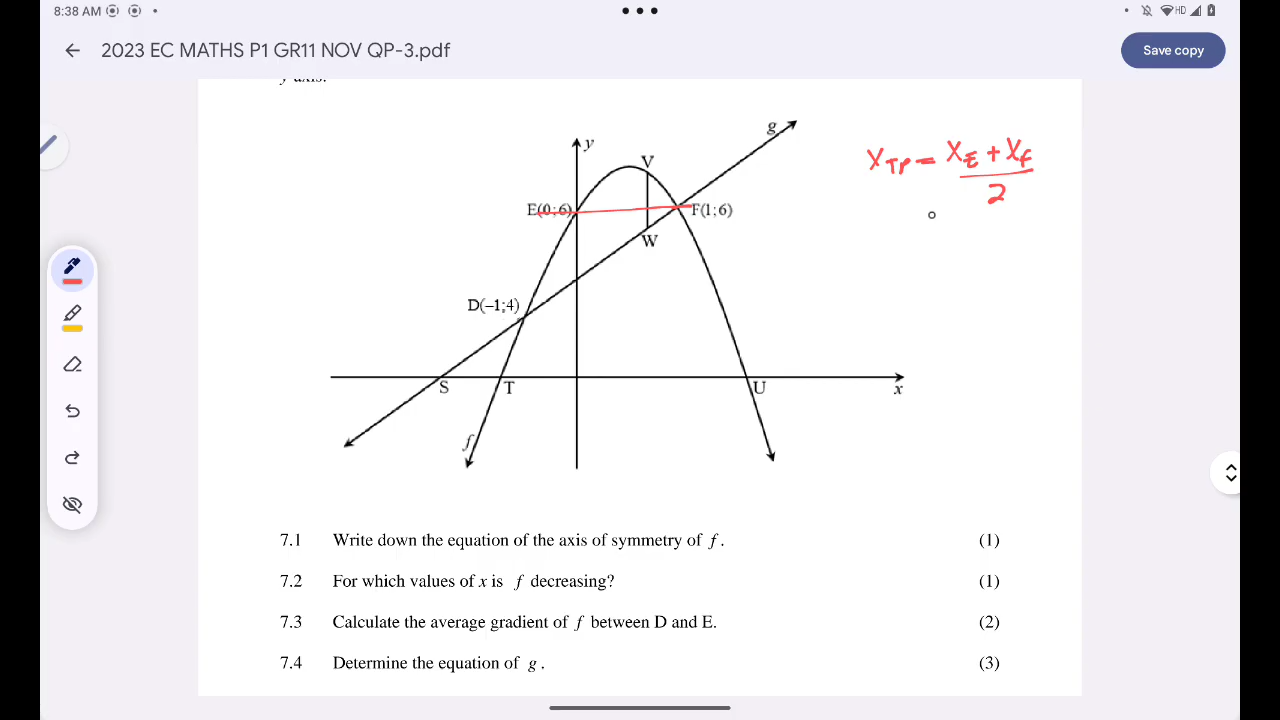 8:38 AM
HD
2023 EC MATHS P1 GR11 NOV QP-3.pdf
Save copy
y-axis.
g
y
V
E(0;6)
F(1;6)
W
D(–1;4)
S
T
U
x
f
X_TP = X_E + X_F
2
7.1 Write down the equation of the axis of symmetry of f . (1)
7.2 For which values of x is f decreasing? (1)
7.3 Calculate the average gradient of f between D and E. (2)
7.4 Determine the equation of g . (3)